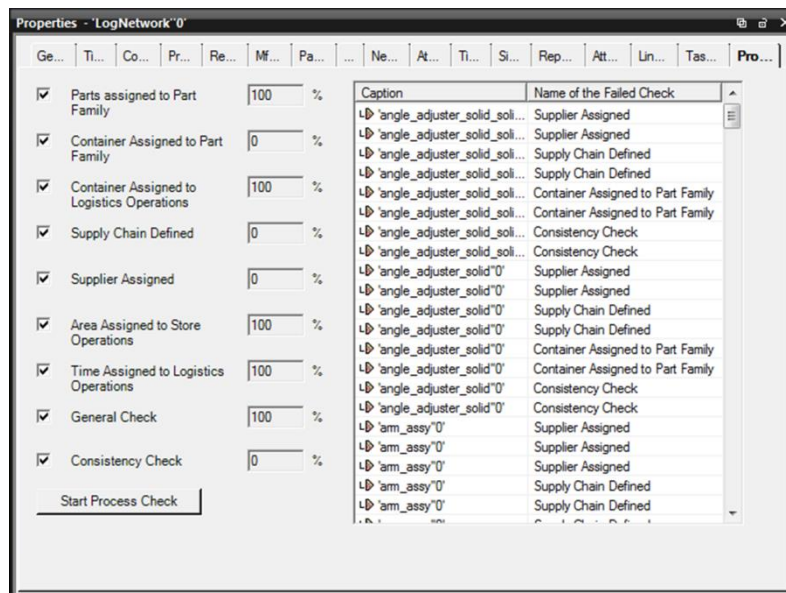 Properties - 'LogNetwork"0'
Ge... Ti... Co... Pr... Re... Mf... Pa... ... Ne... At... Ti... Si... Rep... Att... Lin... Tas... Pro...
Parts assigned to Part
Family
100 %
Container Assigned to Part
Family
0 %
Container Assigned to
Logistics Operations
100 %
Supply Chain Defined
0 %
Supplier Assigned
0 %
Area Assigned to Store
Operations
100 %
Time Assigned to Logistics
Operations
100 %
General Check
100 %
Consistency Check
0 %
Start Process Check
Caption Name of the Failed Check
'angle_adjuster_solid_soli... Supplier Assigned
'angle_adjuster_solid_soli... Supplier Assigned
'angle_adjuster_solid_soli... Supply Chain Defined
'angle_adjuster_solid_soli... Supply Chain Defined
'angle_adjuster_solid_soli... Container Assigned to Part Family
'angle_adjuster_solid_soli... Container Assigned to Part Family
'angle_adjuster_solid_soli... Consistency Check
'angle_adjuster_solid_soli... Consistency Check
'angle_adjuster_solid"0' Supplier Assigned
'angle_adjuster_solid"0' Supplier Assigned
'angle_adjuster_solid"0' Supply Chain Defined
'angle_adjuster_solid"0' Supply Chain Defined
'angle_adjuster_solid"0' Container Assigned to Part Family
'angle_adjuster_solid"0' Container Assigned to Part Family
'angle_adjuster_solid"0' Consistency Check
'angle_adjuster_solid"0' Consistency Check
'arm_assy"0' Supplier Assigned
'arm_assy"0' Supplier Assigned
'arm_assy"0' Supplier Assigned
'arm_assy"0' Supply Chain Defined
'arm_assy"0' Supply Chain Defined